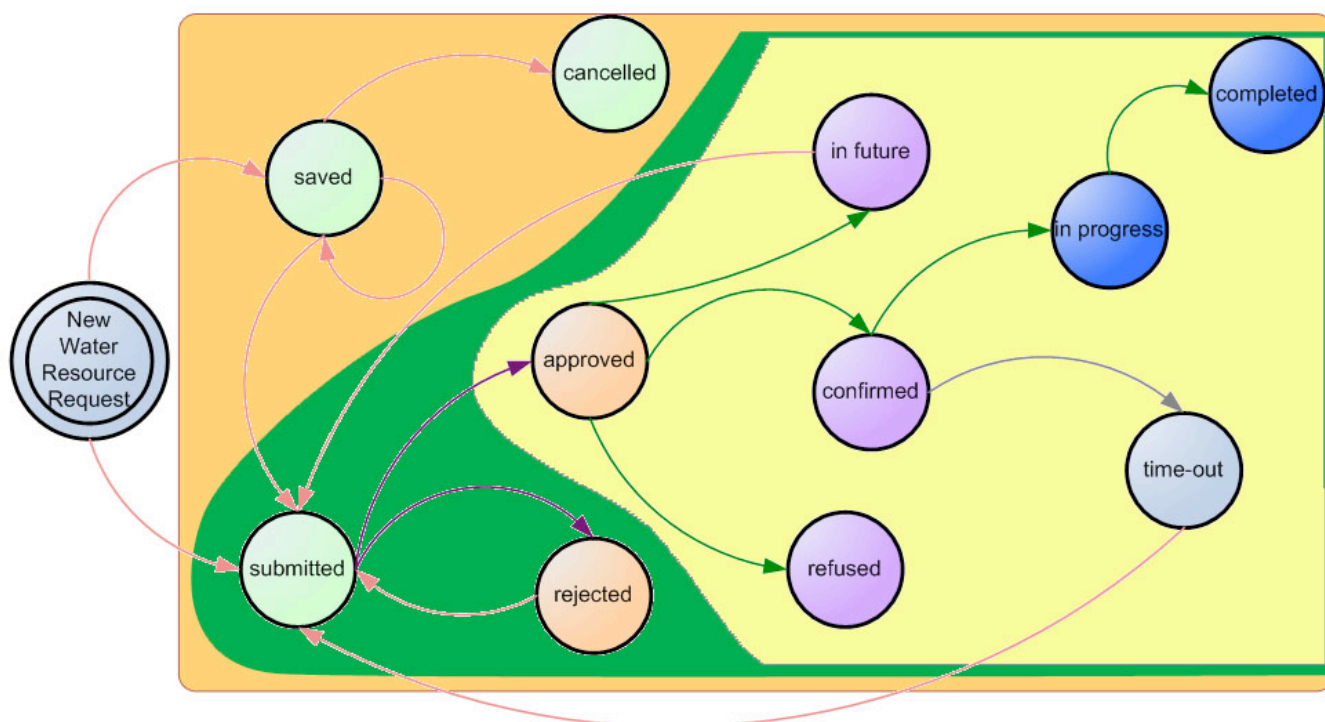 cancelled
completed
in future
saved
in progress
New
Water
Resource
Request
approved
confirmed
time-out
submitted
rejected
refused